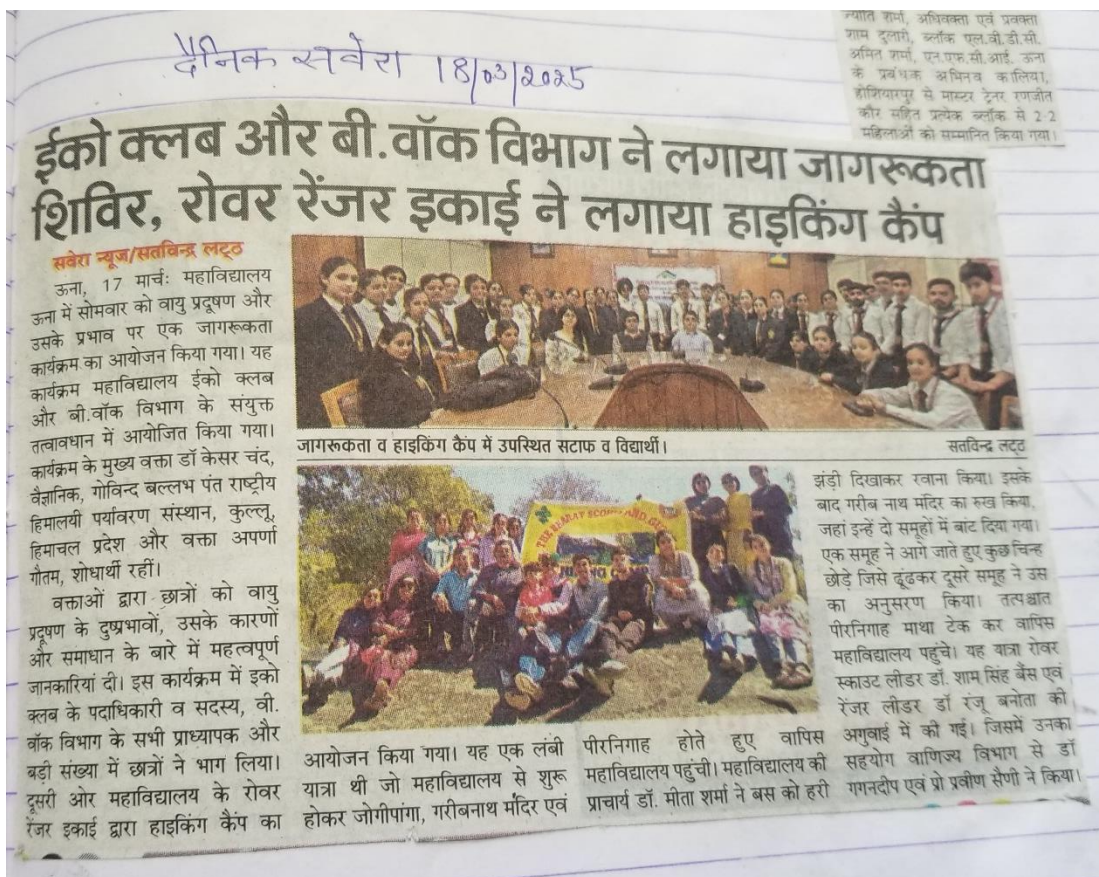 ज्योति शर्मा, अधिवक्ता एवं प्रवक्ता
शाम दुलारी, ब्लॉक एल.वी.डी.सी.
अमित शर्मा, एन.एफ.सी.आई. ऊना
के प्रबंधक अभिनव कालिया,
होशियारपुर से मास्टर ट्रेनर रणजीत
कौर सहित प्रत्येक ब्लॉक से 2-2
महिलाओं को सम्मानित किया गया।
दैनिक सवेरा 18/03/2025
ईको क्लब और बी.वॉक विभाग ने लगाया जागरूकता
शिविर, रोवर रेंजर इकाई ने लगाया हाइकिंग कैंप
सवेरा न्यूज/सतविन्द्र लट्ठ
ऊना, 17 मार्चः महाविद्यालय
ऊना में सोमवार को वायु प्रदूषण और
उसके प्रभाव पर एक जागरूकता
कार्यक्रम का आयोजन किया गया। यह
कार्यक्रम महाविद्यालय ईको क्लब
और बी.वॉक विभाग के संयुक्त
तत्वावधान में आयोजित किया गया।
कार्यक्रम के मुख्य वक्ता डॉ केसर चंद,
वैज्ञानिक, गोविन्द बल्लभ पंत राष्ट्रीय
हिमालयी पर्यावरण संस्थान, कुल्लू,
हिमाचल प्रदेश और वक्ता अपर्णा
गौतम, शोधार्थी रहीं।
वक्ताओं द्वारा छात्रों को वायु
प्रदूषण के दुष्प्रभावों, उसके कारणों
और समाधान के बारे में महत्वपूर्ण
जानकारियां दी। इस कार्यक्रम में इको
क्लब के पदाधिकारी व सदस्य, वी.
वॉक विभाग के सभी प्राध्यापक और
बड़ी संख्या में छात्रों ने भाग लिया।
दूसरी ओर महाविद्यालय के रोवर
रेंजर इकाई द्वारा हाइकिंग कैंप का
जागरूकता व हाइकिंग कैंप में उपस्थित सटाफ व विद्यार्थी। सतविन्द्र लट्ठ
THE BHARAT SCOUT AND GU
आयोजन किया गया। यह एक लंबी
यात्रा थी जो महाविद्यालय से शुरू
होकर जोगीपांगा, गरीबनाथ मंदिर एवं
पीरनिगाह होते हुए वापिस
महाविद्यालय पहुंची। महाविद्यालय की
प्राचार्य डॉ. मीता शर्मा ने बस को हरी
झंडी दिखाकर रवाना किया। इसके
बाद गरीब नाथ मंदिर का रुख किया,
जहां इन्हें दो समूहों में बांट दिया गया।
एक समूह ने आगे जाते हुए कुछ चिन्ह
छोड़े जिसे ढूंढकर दूसरे समूह ने उस
का अनुसरण किया। तत्पश्चात
पीरनिगाह माथा टेक कर वापिस
महाविद्यालय पहुंचे। यह यात्रा रोवर
स्काउट लीडर डॉ. शाम सिंह बैंस एवं
रेंजर लीडर डॉ रंजू बनोता की
अगुवाई में की गई। जिसमें उनका
सहयोग वाणिज्य विभाग से डॉ
गगनदीप एवं प्रो प्रवीण सैणी ने किया।